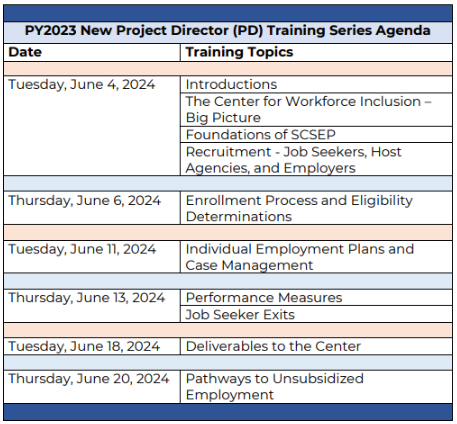 PY2023 New Project Director (PD) Training Series Agenda
Date Training Topics
Tuesday, June 4, 2024 Introductions
The Center for Workforce Inclusion –
Big Picture
Foundations of SCSEP
Recruitment - Job Seekers, Host
Agencies, and Employers
Thursday, June 6, 2024 Enrollment Process and Eligibility
Determinations
Tuesday, June 11, 2024 Individual Employment Plans and
Case Management
Thursday, June 13, 2024 Performance Measures
Job Seeker Exits
Tuesday, June 18, 2024 Deliverables to the Center
Thursday, June 20, 2024 Pathways to Unsubsidized
Employment